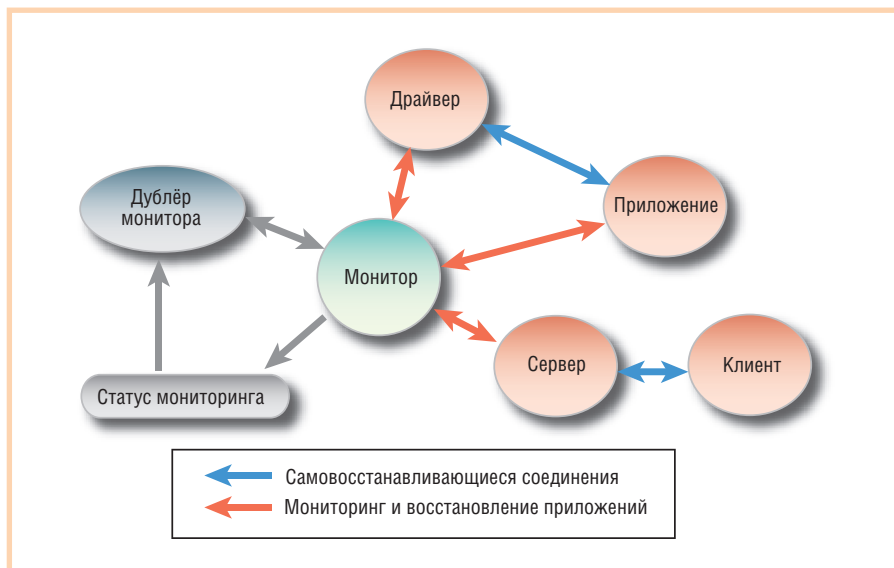 Драйвер
Дублёр
монитора
Приложение
Монитор
Сервер
Клиент
Статус мониторинга
Самовосстанавливающиеся соединения
Мониторинг и восстановление приложений